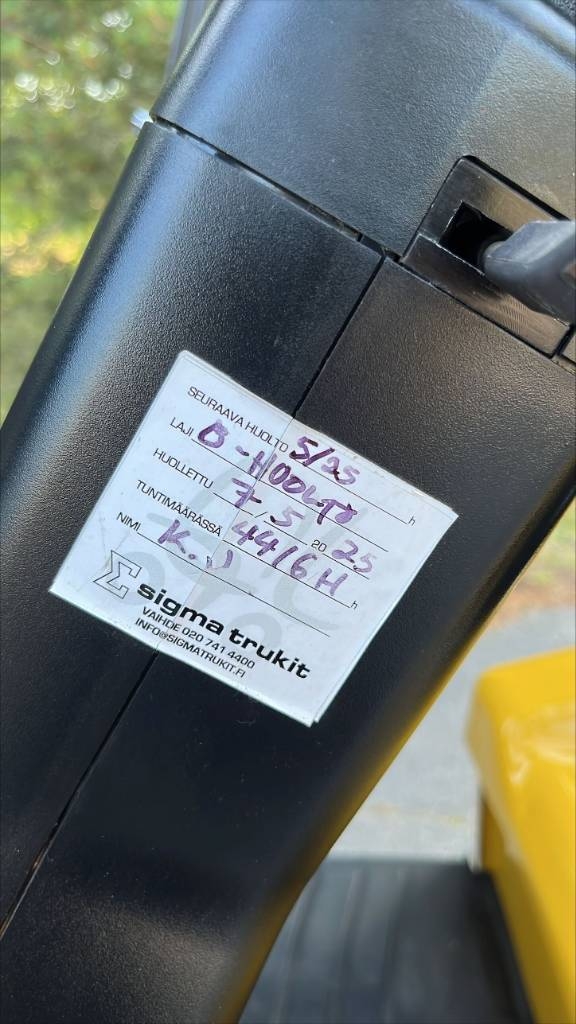 SEURAAVA HUOLTO 5/25 h
LAJI B-HUOLTO
HUOLLETTU 7 / 5 20 25
TUNTIMÄÄRÄSSÄ 4416 H h
NIMI K.V
Σ sigma trukit
VAIHDE 020 741 4400
INFO@SIGMATRUKIT.FI